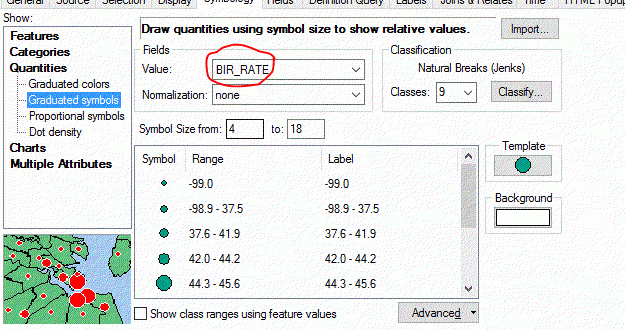 General Source Selection Display Symbology Fields Definition Query Labels Joins & Relates Time HTML Popup
Show:
Features
Categories
Quantities
Graduated colors
Graduated symbols
Proportional symbols
Dot density
Charts
Multiple Attributes
Draw quantities using symbol size to show relative values.
Import...
Fields
Value: BIR_RATE
Normalization: none
Classification
Natural Breaks (Jenks)
Classes: 9 Classify...
Symbol Size from: 4 to: 18
Symbol Range Label
-99.0 -99.0
-98.9 - 37.5 -98.9 - 37.5
37.6 - 41.9 37.6 - 41.9
42.0 - 44.2 42.0 - 44.2
44.3 - 45.6 44.3 - 45.6
Template
Background
Show class ranges using feature values
Advanced